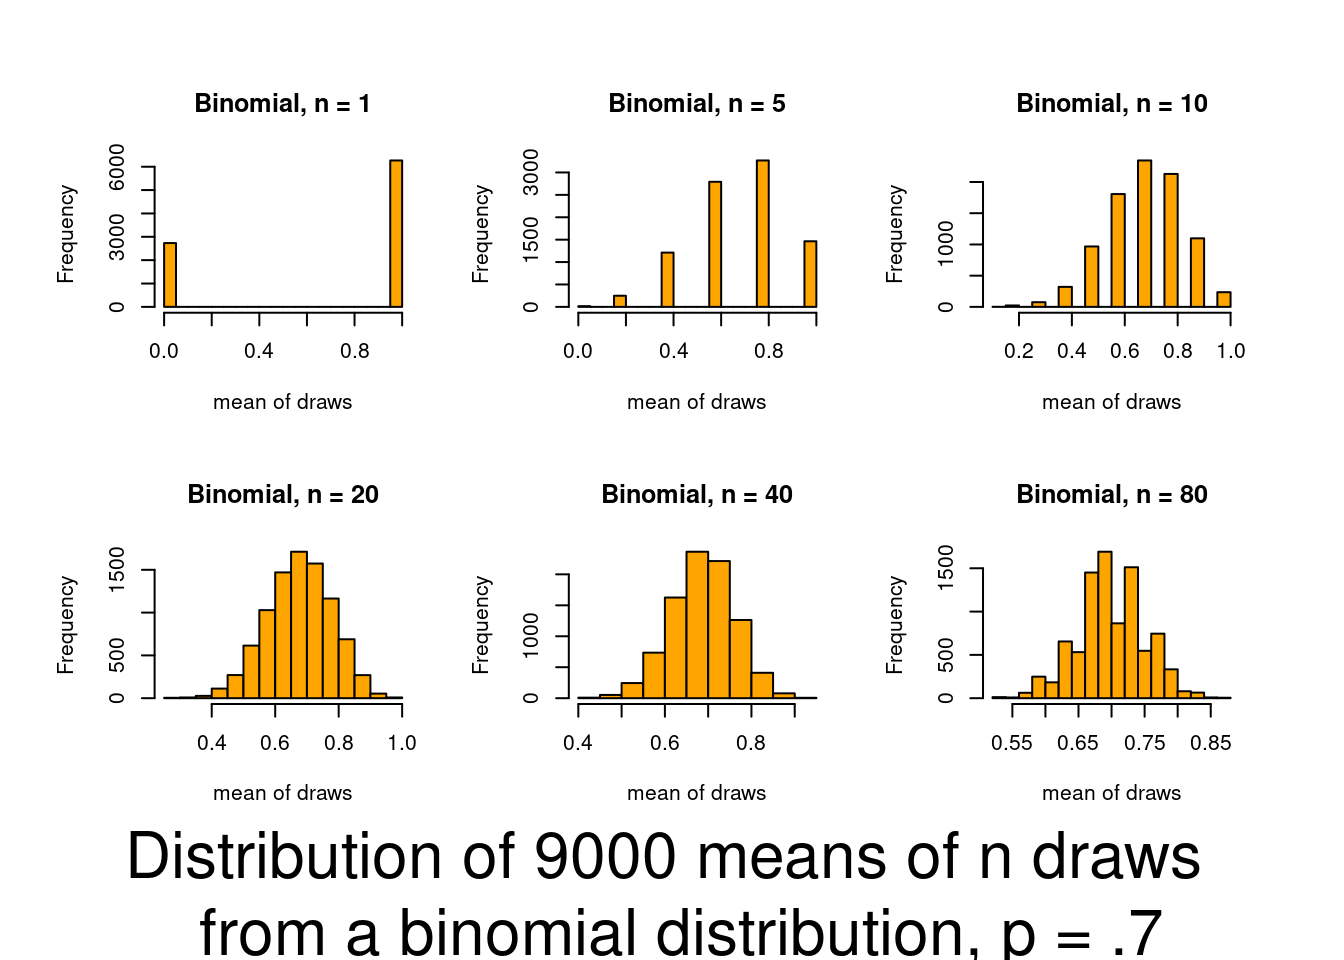 Binomial, n = 1
Frequency
0 3000 6000
0.0 0.4 0.8
mean of draws
Binomial, n = 5
Frequency
0 1500 3000
0.0 0.4 0.8
mean of draws
Binomial, n = 10
Frequency
0 1000
0.2 0.4 0.6 0.8 1.0
mean of draws
Binomial, n = 20
Frequency
0 500 1500
0.4 0.6 0.8 1.0
mean of draws
Binomial, n = 40
Frequency
0 1000
0.4 0.6 0.8
mean of draws
Binomial, n = 80
Frequency
0 500 1500
0.55 0.65 0.75 0.85
mean of draws
Distribution of 9000 means of n draws
from a binomial distribution, p = .7